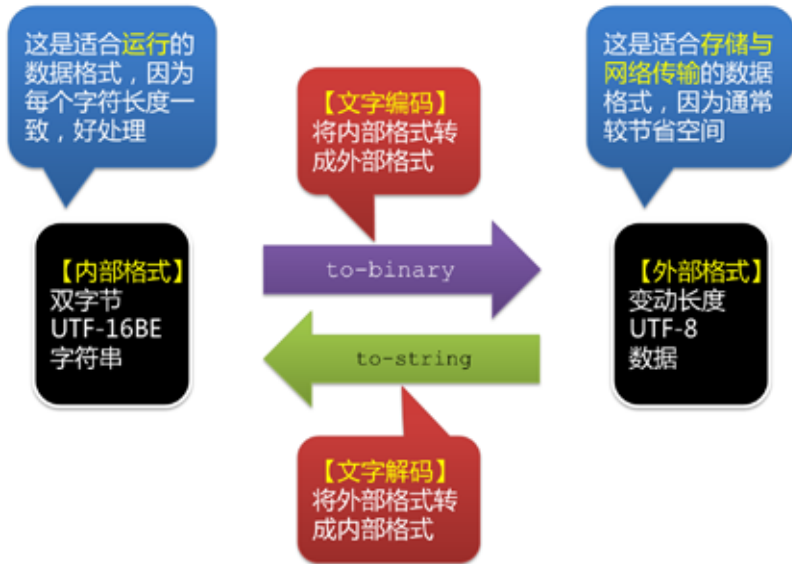 这是适合运行的
数据格式，因为
每个字符长度一
致，好处理
这是适合存储与
网络传输的数据
格式，因为通常
较节省空间
【文字编码】
将内部格式转
成外部格式
【内部格式】
双字节
UTF-16BE
字符串
to-binary
to-string
【外部格式】
变动长度
UTF-8
数据
【文字解码】
将外部格式转
成内部格式